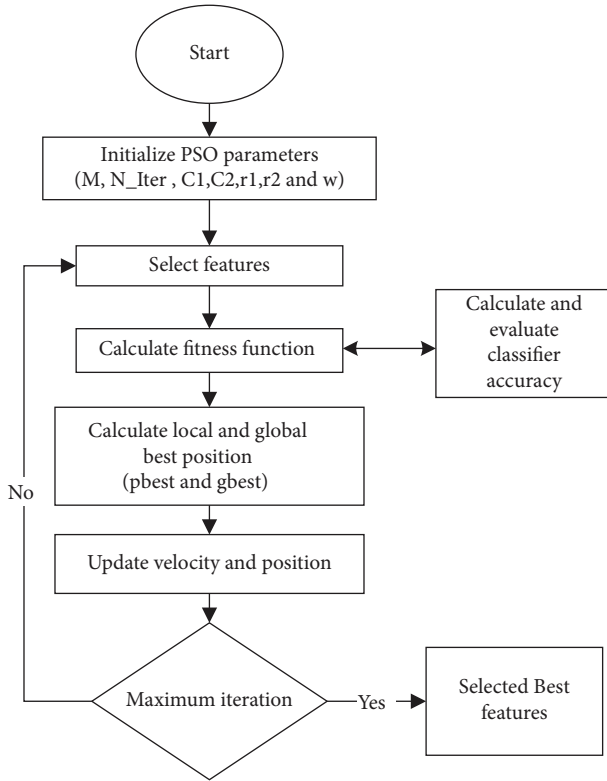 Start
Initialize PSO parameters
(M, N_Iter , C1,C2,r1,r2 and w)
Select features
Calculate fitness function
Calculate and
evaluate
classifier
accuracy
Calculate local and global
best position
(pbest and gbest)
No
Update velocity and position
Maximum iteration
Yes
Selected Best
features